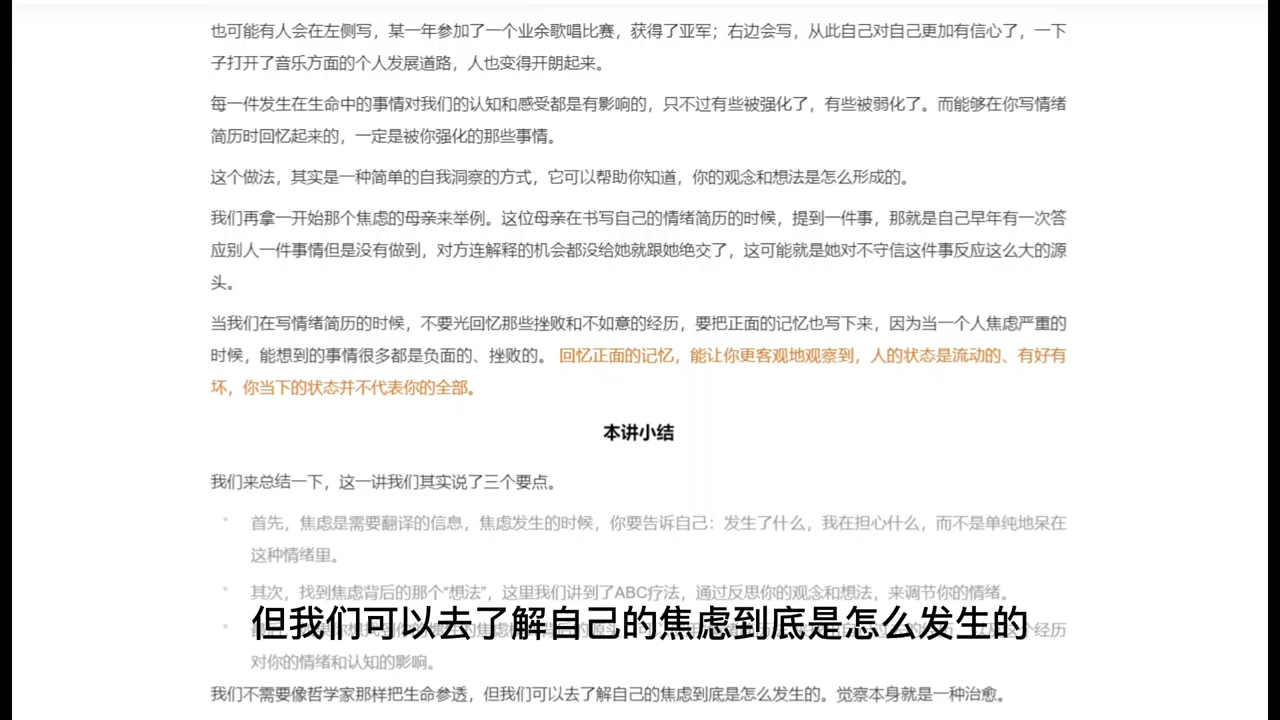 也可能有人会在左侧写，某一年参加了一个业余歌唱比赛，获得了亚军；右边会写，从此自己对自己更加有信心了，一下
子打开了音乐方面的个人发展道路，人也变得开朗起来。
每一件发生在生命中的事情对我们的认知和感受都是有影响的，只不过有些被强化了，有些被弱化了。而能够在你写情绪
简历时回忆起来的，一定是被你强化的那些事情。
这个做法，其实是一种简单的自我洞察的方式，它可以帮助你知道，你的观念和想法是怎么形成的。
我们再拿一开始那个焦虑的母亲来举例。这位母亲在书写自己的情绪简历的时候，提到一件事，那就是自己早年有一次答
应别人一件事情但是没有做到，对方连解释的机会都没给她就跟她绝交了，这可能就是她对不守信这件事反应这么大的源
头。
当我们在写情绪简历的时候，不要光回忆那些挫败和不如意的经历，要把正面的记忆也写下来，因为当一个人焦虑严重的
时候，能想到的事情很多都是负面的、挫败的。 回忆正面的记忆，能让你更客观地观察到，人的状态是流动的、有好有
坏，你当下的状态并不代表你的全部。
本讲小结
我们来总结一下，这一讲我们其实说了三个要点。
首先，焦虑是需要翻译的信息，焦虑发生的时候，你要告诉自己：发生了什么，我在担心什么，而不是单纯地呆在
这种情绪里。
其次，找到焦虑背后的那个“想法”，这里我们讲到了ABC疗法，通过反思你的观念和想法，来调节你的情绪。
但我们可以去了解自己的焦虑到底是怎么发生的
经历
对你的情绪和认知的影响。
我们不需要像哲学家那样把生命参透，但我们可以去了解自己的焦虑到底是怎么发生的。觉察本身就是一种治愈。